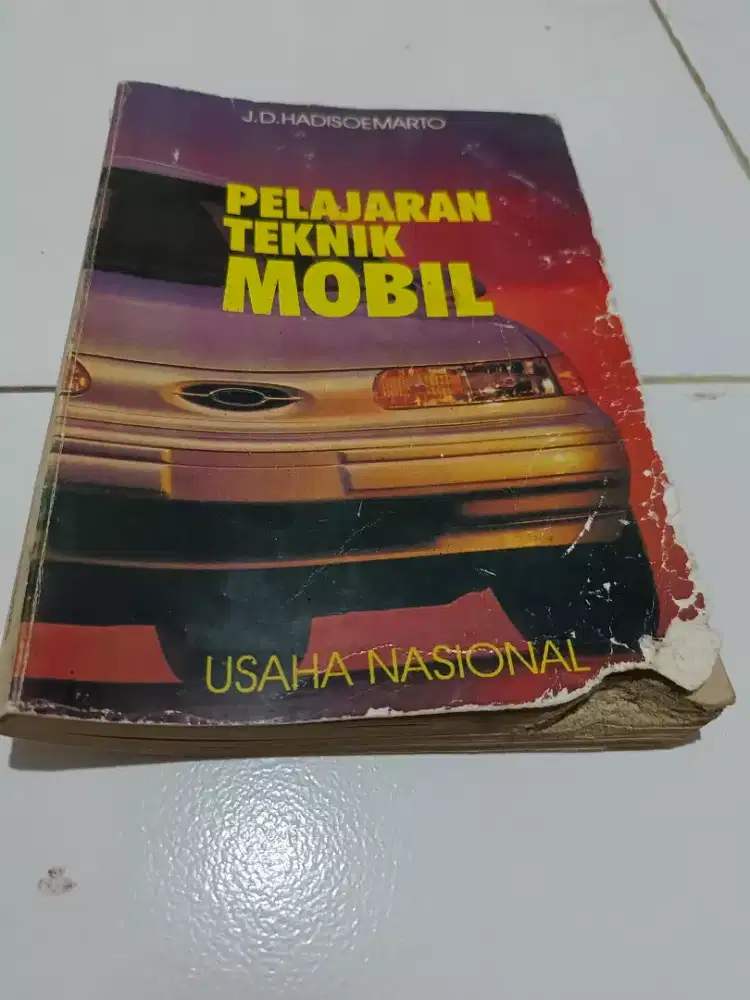 J.D.HADISOEMARTO
PELAJARAN
TEKNIK
MOBIL
USAHA NASIONAL